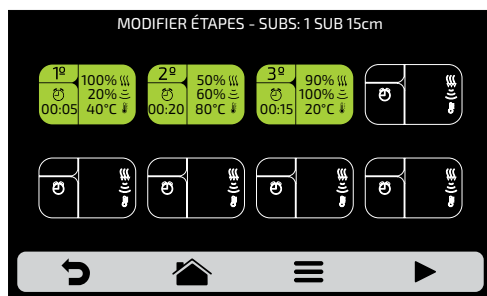 MODIFIER ÉTAPES - SUBS: 1 SUB 15cm
1º 100%
20%
00:05 40°C
2º 50%
60%
00:20 80°C
3º 90%
100%
00:15 20°C